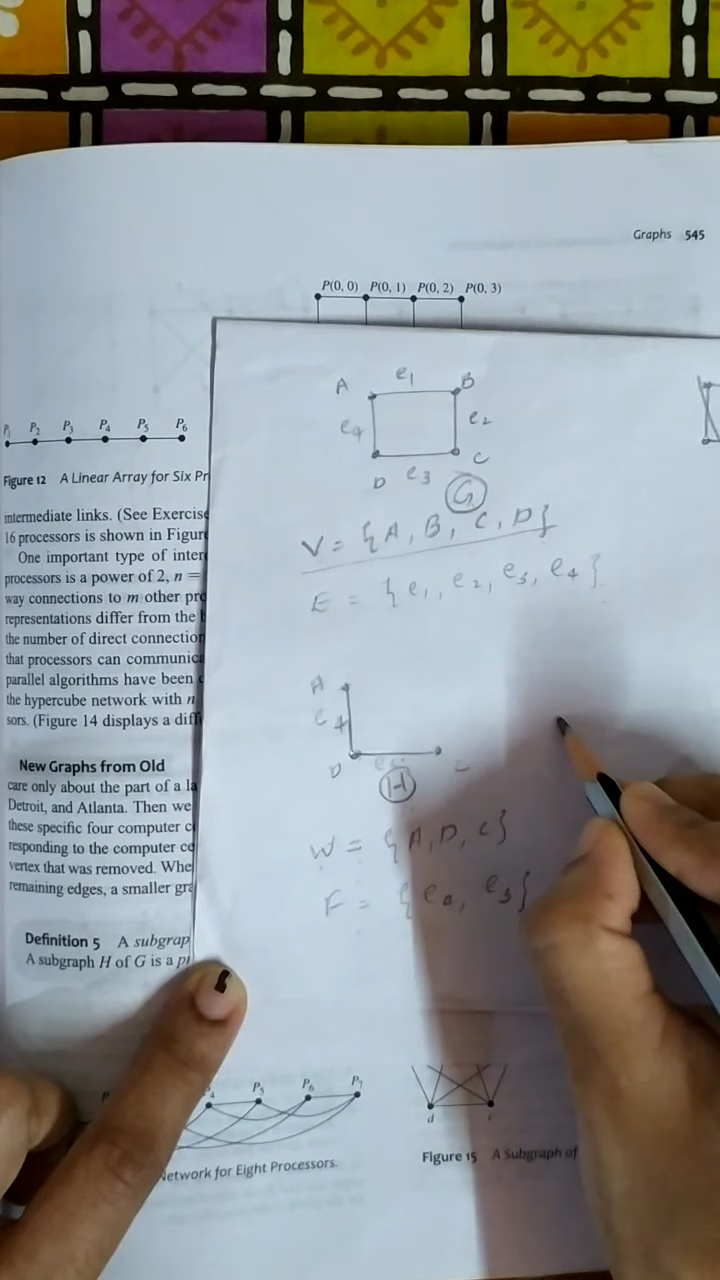 Graphs 545
P(0, 0) P(0, 1) P(0, 2) P(0, 3)
A e1 B
e4 e2
D e3 C
G
V = {A, B, C, D}
E = {e1, e2, e3, e4}
P1 P2 P3 P4 P5 P6
Figure 12 A Linear Array for Six Pr
intermediate links. (See Exercise
16 processors is shown in Figure
One important type of inter
processors is a power of 2, n =
way connections to m other pro
representations differ from the
the number of direct connection
that processors can communic
parallel algorithms have been
the hypercube network with n
sors. (Figure 14 displays a diff
A
e4
D C
H
W = {A, D, C}
F = {e4, e3}
New Graphs from Old
care only about the part of a la
Detroit, and Atlanta. Then we
these specific four computer c
responding to the computer ce
vertex that was removed. Whe
remaining edges, a smaller gra
Definition 5 A subgrap
A subgraph H of G is a p
P5 P6 P7
d
Network for Eight Processors.
Figure 15 A Subgraph of